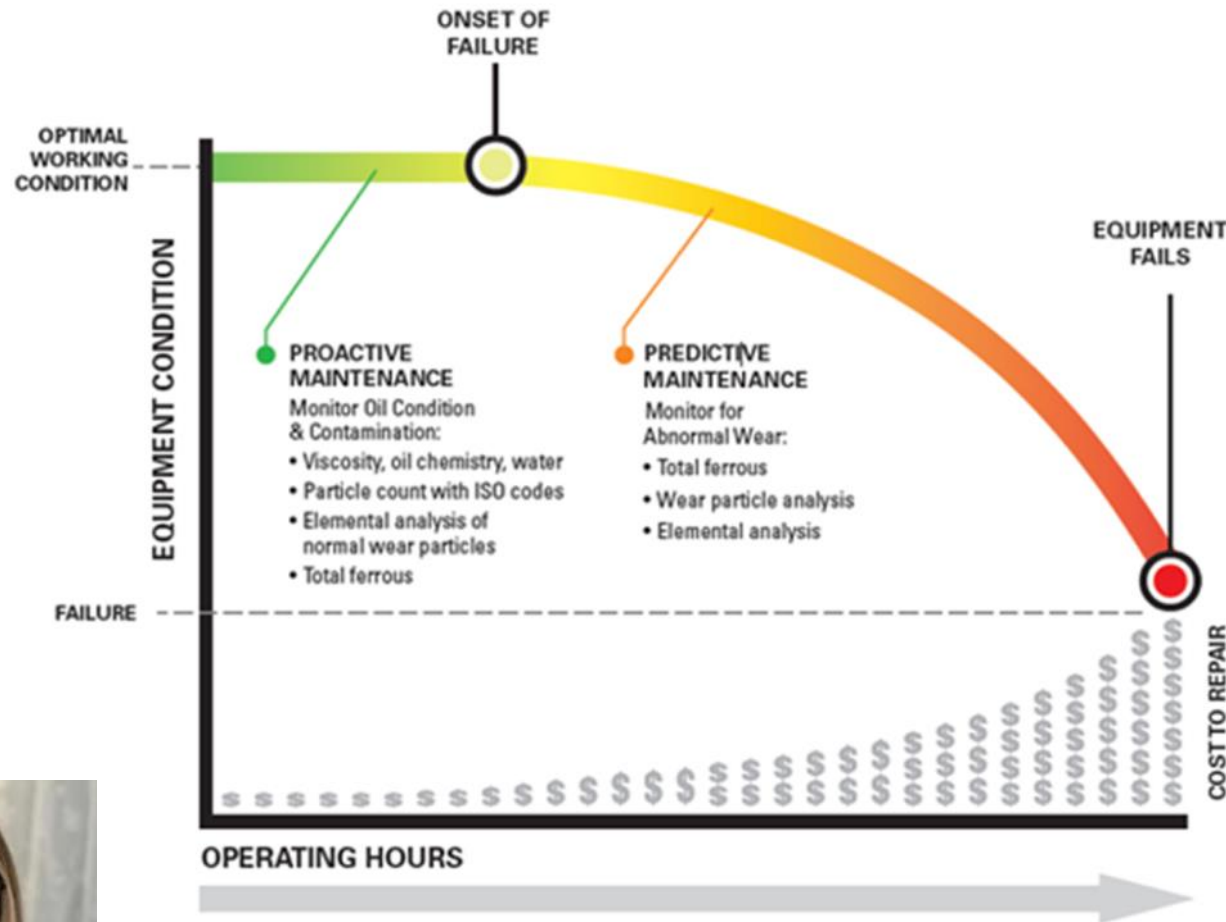 ONSET OF
FAILURE
OPTIMAL
WORKING
CONDITION
EQUIPMENT
FAILS
EQUIPMENT CONDITION
PROACTIVE
MAINTENANCE
Monitor Oil Condition
& Contamination:
• Viscosity, oil chemistry, water
• Particle count with ISO codes
• Elemental analysis of
normal wear particles
• Total ferrous
PREDICTIVE
MAINTENANCE
Monitor for
Abnormal Wear:
• Total ferrous
• Wear particle analysis
• Elemental analysis
FAILURE
$ $ $ $ $ $ $ $ $ $ $ $ $ $ $ $ $ $ $ $ $ $ $ $ $ $ $ $ $ $
COST TO REPAIR
OPERATING HOURS